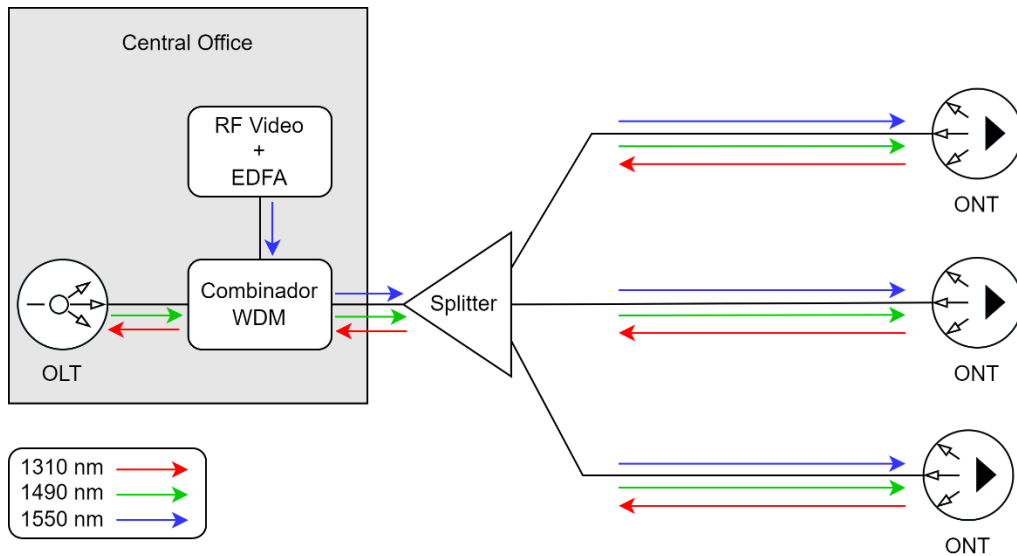 Central Office
RF Video
+
EDFA
Combinador
WDM
OLT
Splitter
ONT
ONT
ONT
1310 nm
1490 nm
1550 nm